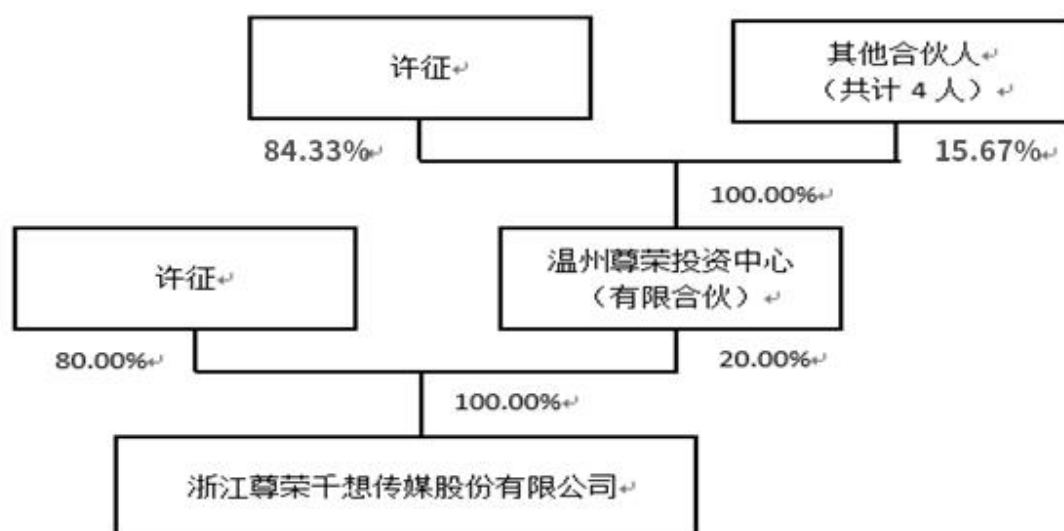 许征
其他合伙人
（共计 4 人）
84.33%
15.67%
100.00%
许征
温州尊荣投资中心
（有限合伙）
80.00%
20.00%
100.00%
浙江尊荣千想传媒股份有限公司